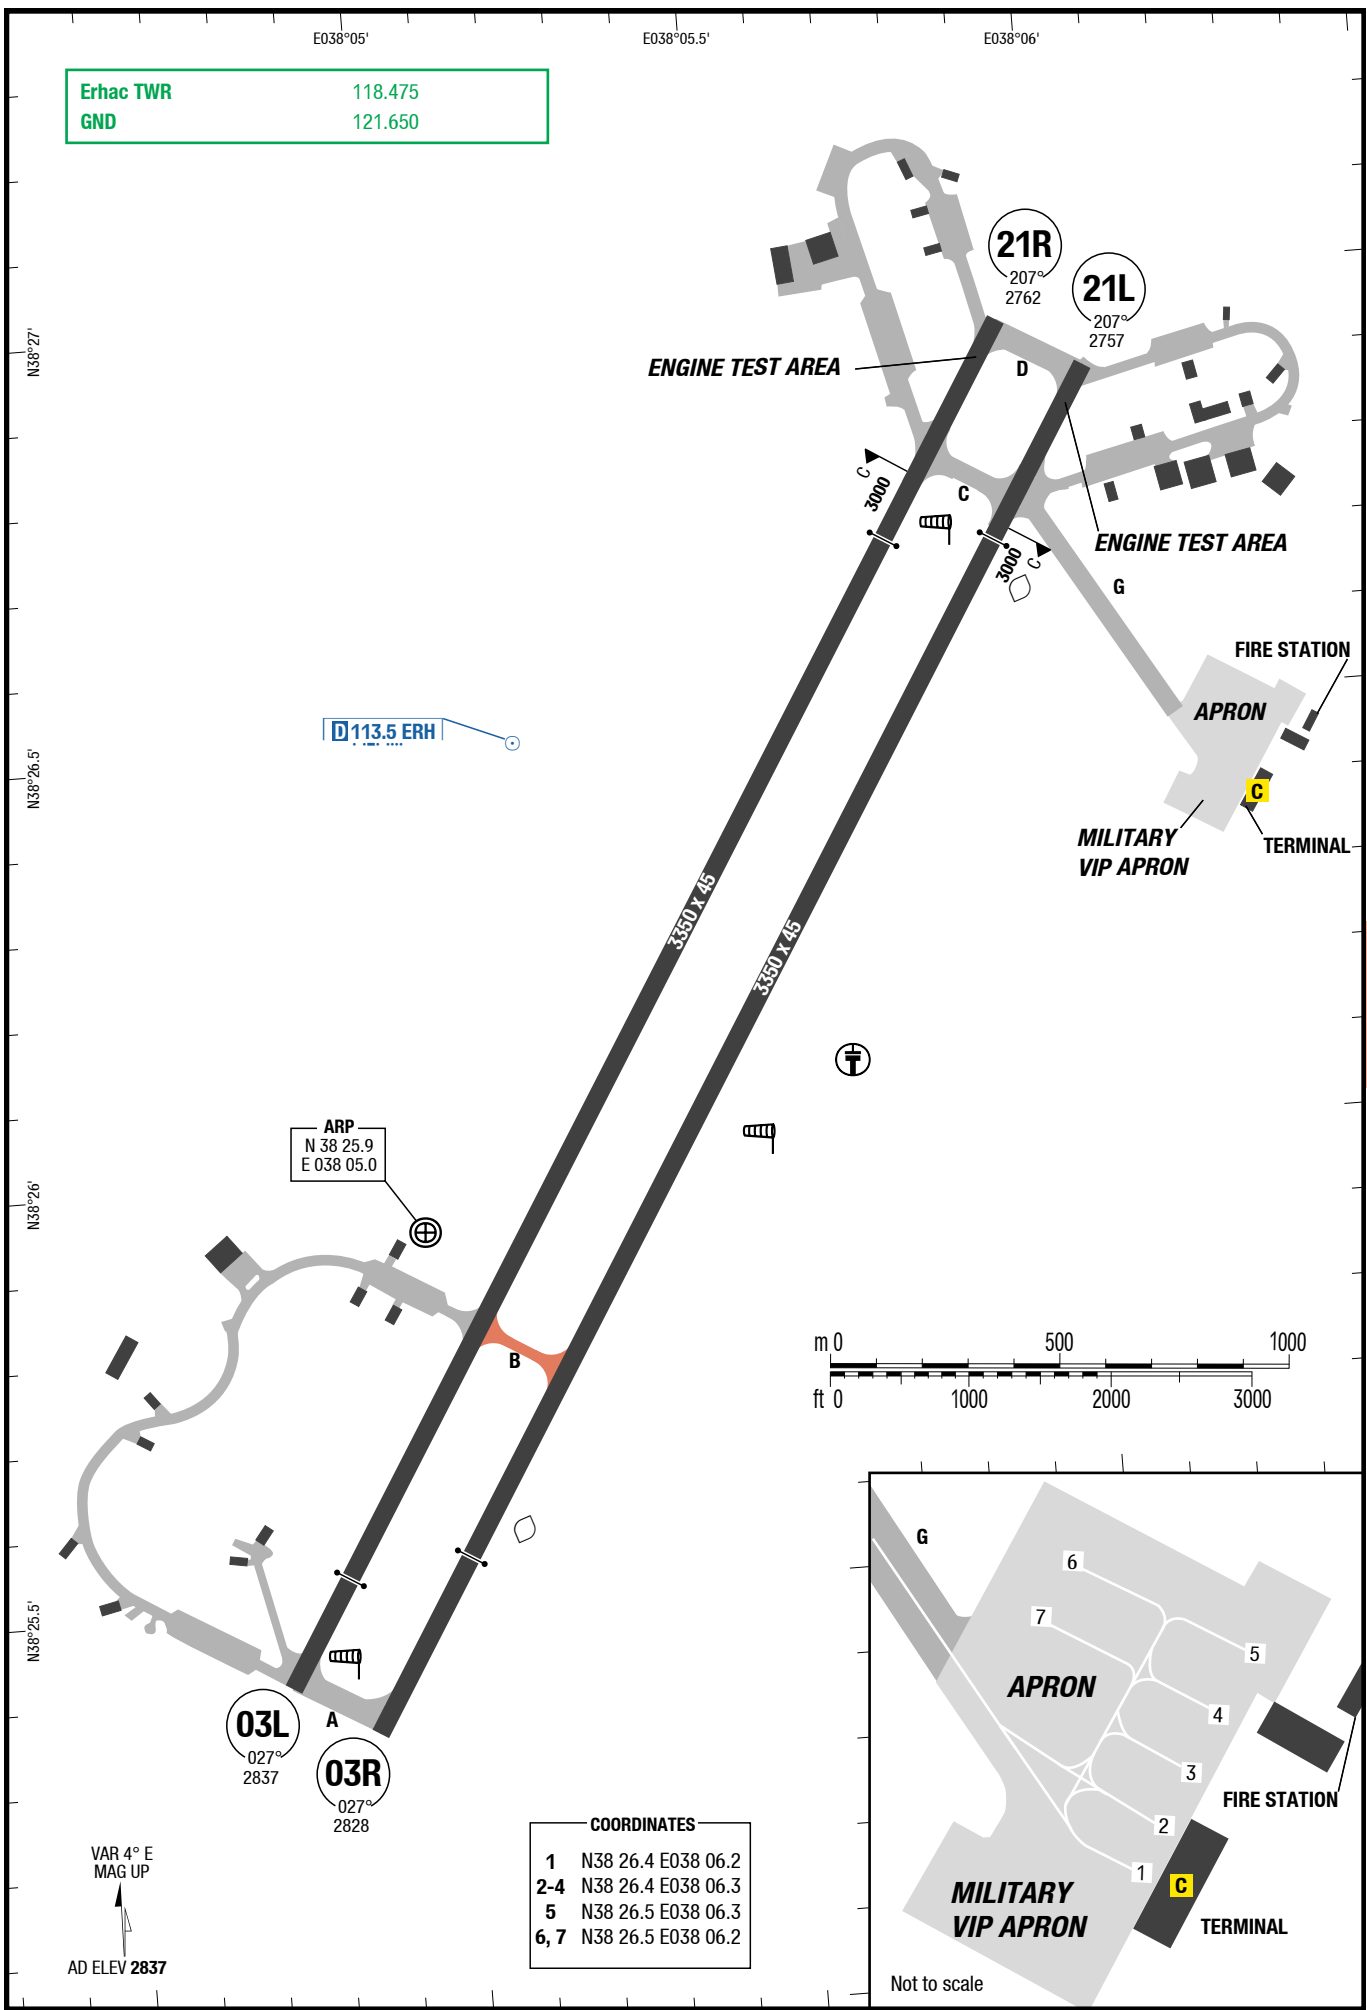 E038°05'
E038°05.5'
E038°06'
Erhac TWR 118.475
GND 121.650
21R
207°
2762
21L
207°
2757
N38°27'
ENGINE TEST AREA
D
C
3000
C
ENGINE TEST AREA
3000
C
G
FIRE STATION
APRON
D 113.5 ERH
N38°26.5'
C
MILITARY
VIP APRON
TERMINAL
3350 x 45
3350 x 45
ARP
N 38 25.9
E 038 05.0
N38°26'
B
m 0 500 1000
ft 0 1000 2000 3000
N38°25.5'
G
6
7
5
APRON
4
3
FIRE STATION
2
1
C
MILITARY
VIP APRON
TERMINAL
Not to scale
03L
027°
2837
A
03R
027°
2828
COORDINATES
1 N38 26.4 E038 06.2
2-4 N38 26.4 E038 06.3
5 N38 26.5 E038 06.3
6, 7 N38 26.5 E038 06.2
VAR 4° E
MAG UP
AD ELEV 2837